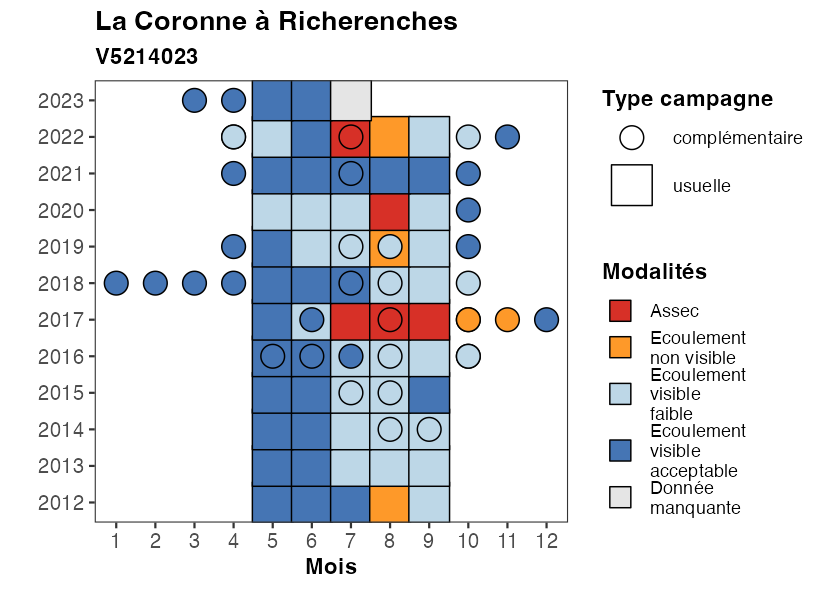 La Coronne à Richerenches
V5214023
2023
2022
2021
2020
2019
2018
2017
2016
2015
2014
2013
2012
1 2 3 4 5 6 7 8 9 10 11 12
Mois
Type campagne
complémentaire
usuelle
Modalités
Assec
Ecoulement
non visible
Ecoulement
visible
faible
Ecoulement
visible
acceptable
Donnée
manquante